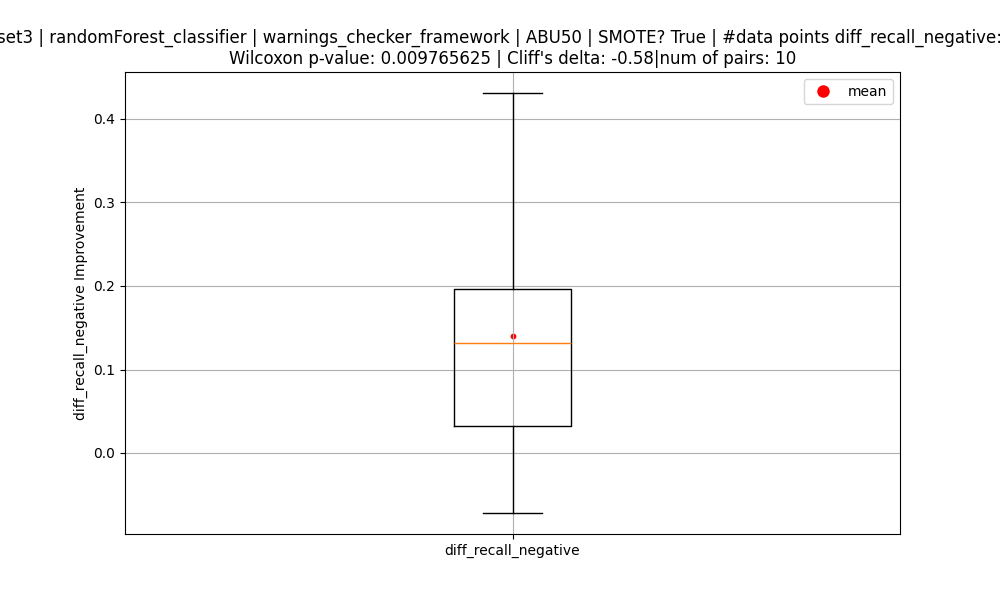 set3 | randomForest_classifier | warnings_checker_framework | ABU50 | SMOTE? True | #data points diff_recall_negative:
Wilcoxon p-value: 0.009765625 | Cliff's delta: -0.58|num of pairs: 10
mean
0.4
0.3
0.2
0.1
0.0
diff_recall_negative Improvement
diff_recall_negative